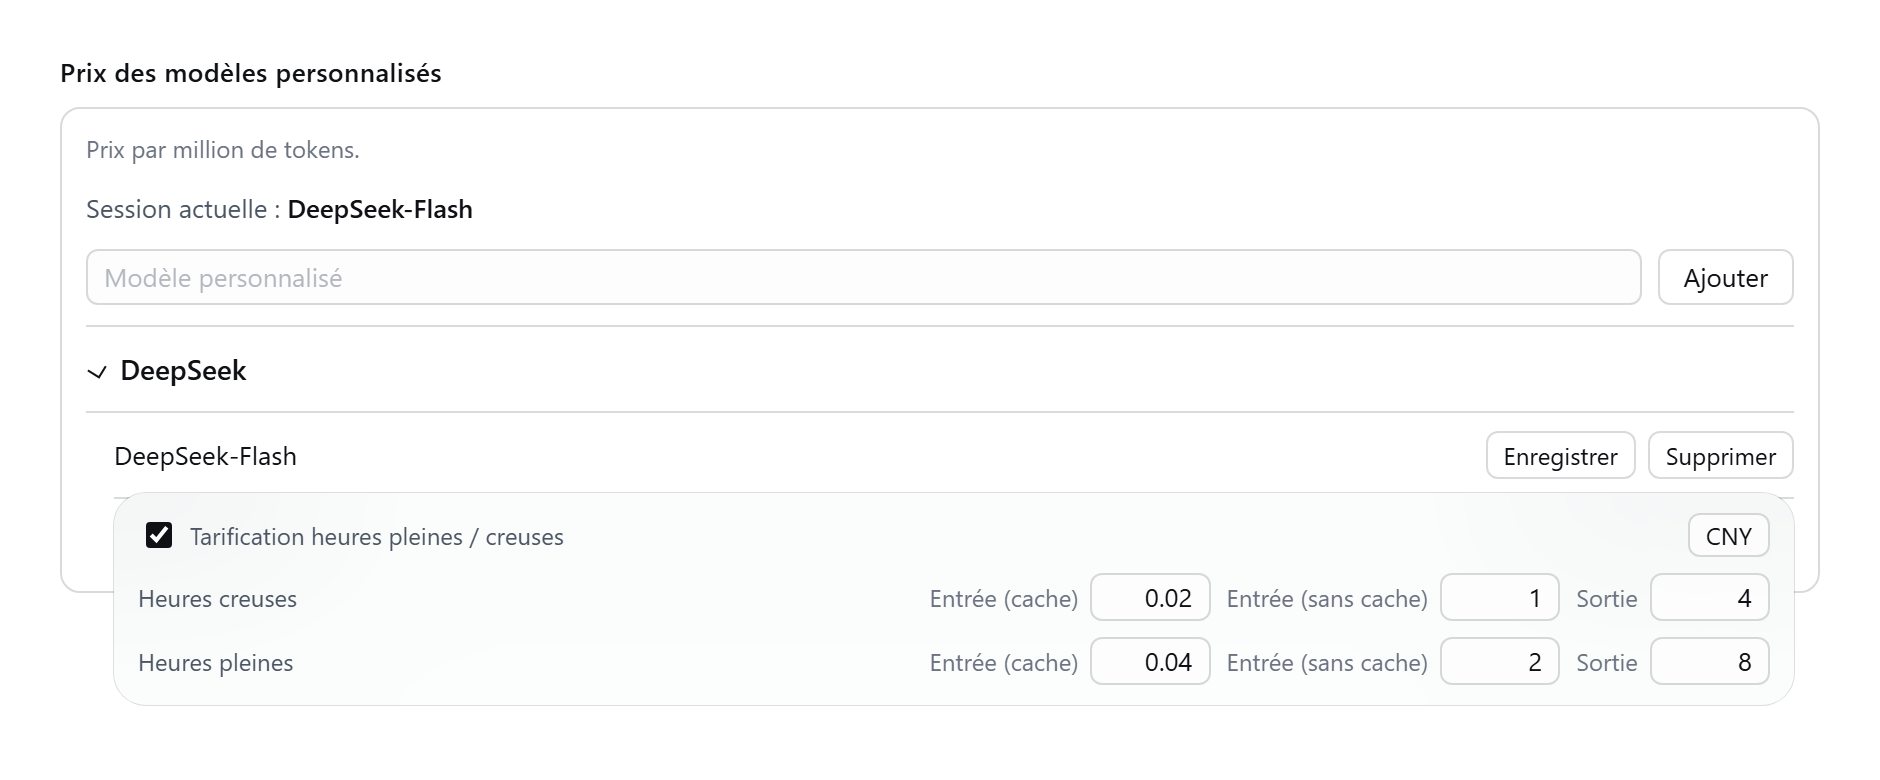 Prix des modèles personnalisés
Prix par million de tokens.
Session actuelle : DeepSeek-Flash
Modèle personnalisé
Ajouter
DeepSeek
DeepSeek-Flash
Enregistrer
Supprimer
Tarification heures pleines / creuses
CNY
Heures creuses Entrée (cache) 0.02 Entrée (sans cache) 1 Sortie 4
Heures pleines Entrée (cache) 0.04 Entrée (sans cache) 2 Sortie 8